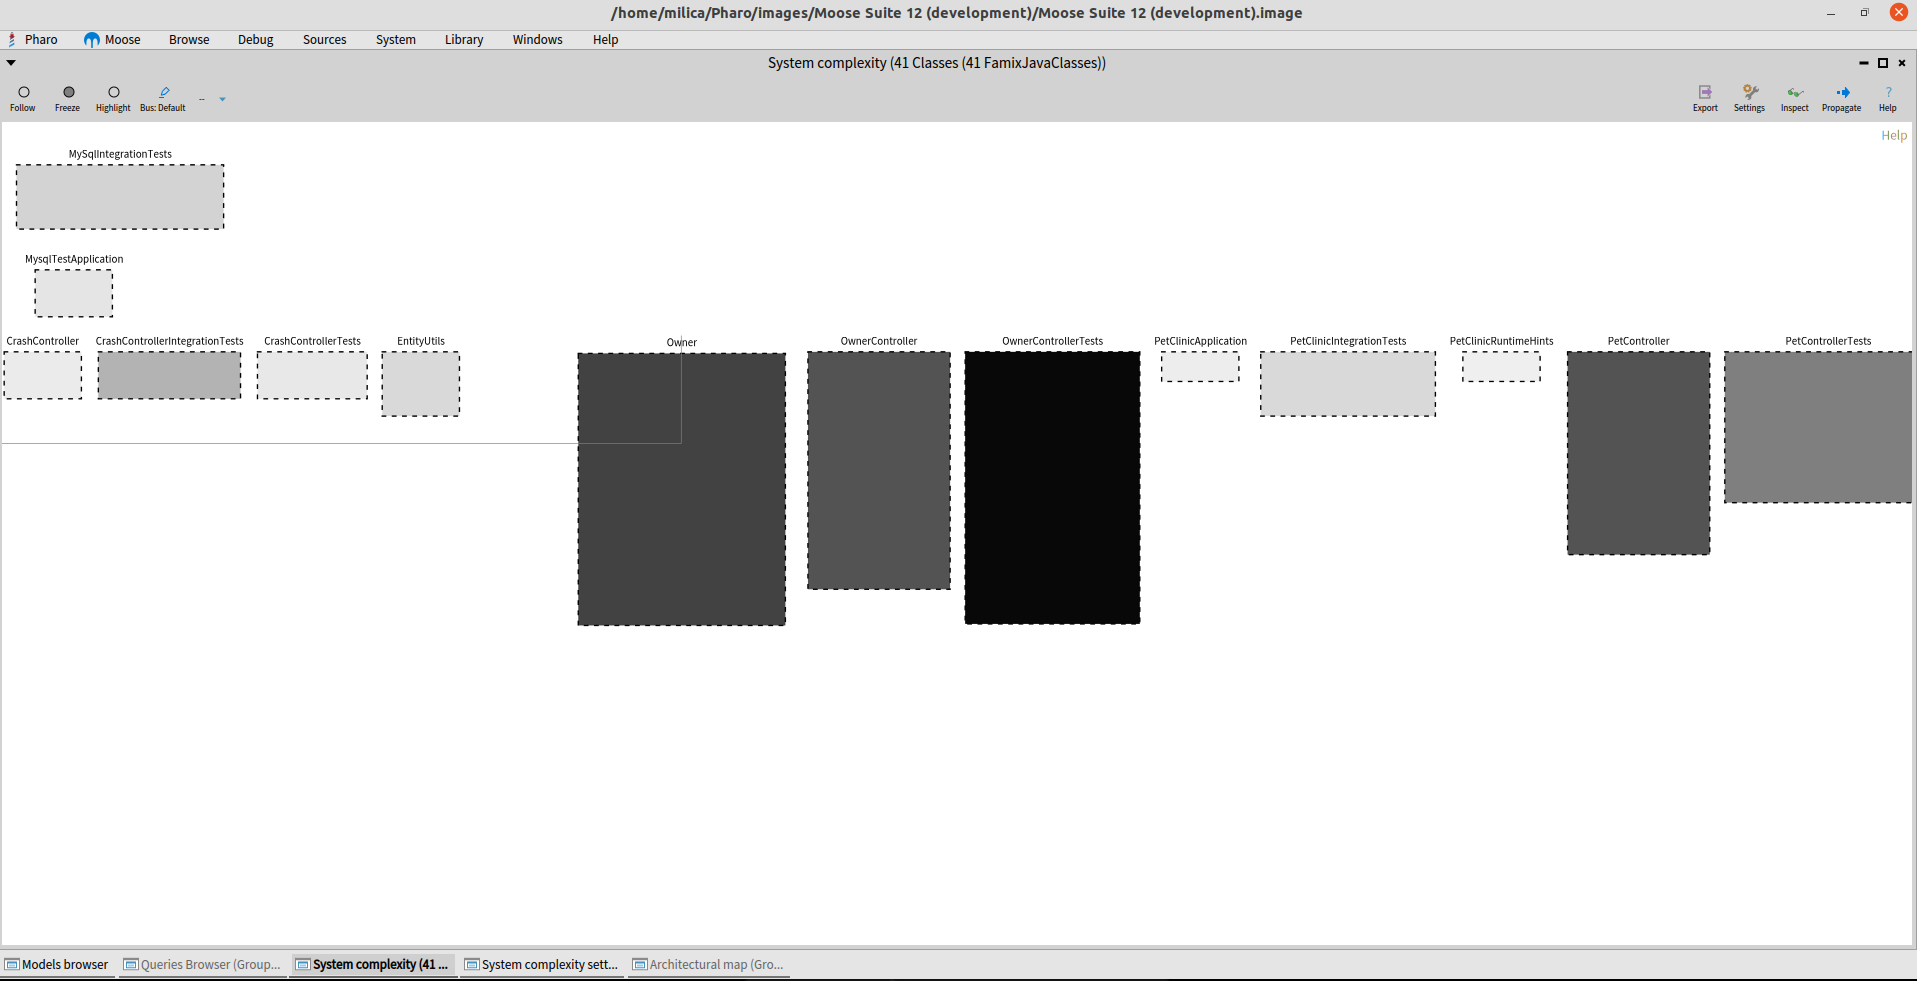 /home/milica/Pharo/images/Moose Suite 12 (development)/Moose Suite 12 (development).image
Pharo Moose Browse Debug Sources System Library Windows Help
System complexity (41 Classes (41 FamixJavaClasses))
Follow Freeze Highlight Bus: Default -- Export Settings Inspect Propagate Help
Help
MySqlIntegrationTests
MysqlTestApplication
CrashController CrashControllerIntegrationTests CrashControllerTests EntityUtils Owner OwnerController OwnerControllerTests PetClinicApplication PetClinicIntegrationTests PetClinicRuntimeHints PetController PetControllerTests
Models browser Queries Browser (Group... System complexity (41 ... System complexity sett... Architectural map (Gro...